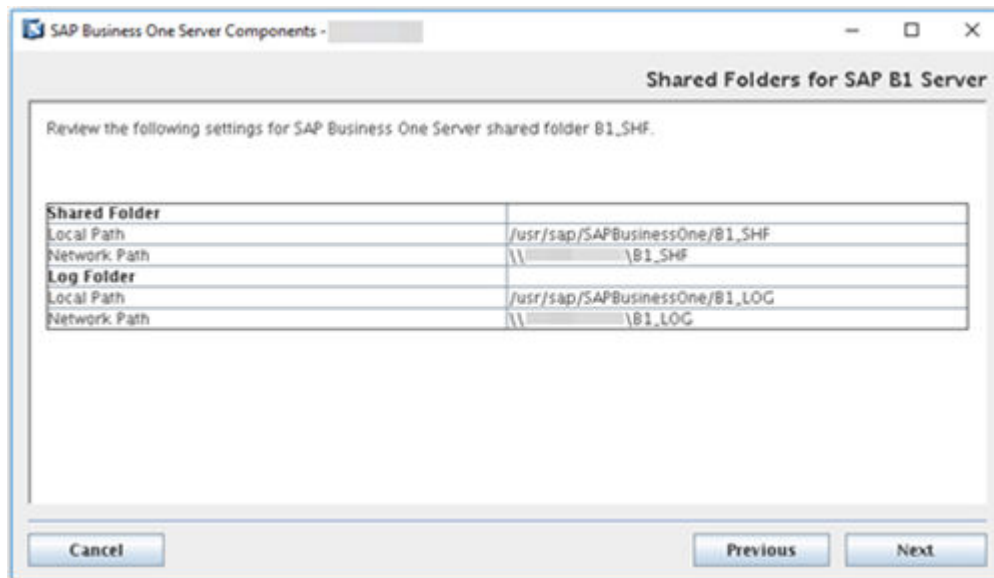 SAP Business One Server Components -
Shared Folders for SAP B1 Server
Review the following settings for SAP Business One Server shared folder B1_SHF.
Shared Folder
Local Path /usr/sap/SAPBusinessOne/B1_SHF
Network Path \\ \B1_SHF
Log Folder
Local Path /usr/sap/SAPBusinessOne/B1_LOG
Network Path \\ \B1_LOG
Cancel Previous Next